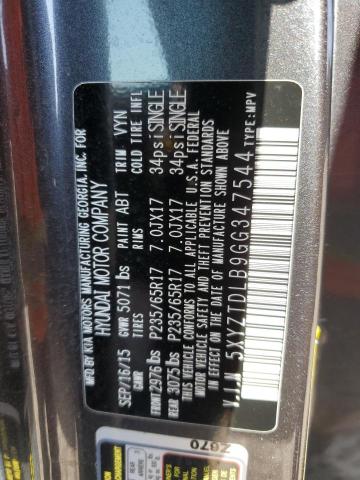 MFD BY KIA MOTORS MANUFACTURING GEORGIA, INC. FOR
HYUNDAI MOTOR COMPANY
SEP/16/15 GVWR 5071 lbs PAINT ABT TRIM VYN
GAWR RIMS COLD TIRE INFL
FRONT 2976 lbs P235/65R17 7.0JX17 34psi SINGLE
REAR 3075 lbs P235/65R17 7.0JX17 34psi SINGLE
THIS VEHICLE CONFORMS TO ALL APPLICABLE U.S.A. FEDERAL
MOTOR VEHICLE SAFETY AND THEFT PREVENTION STANDARDS
IN EFFECT ON THE DATE OF MANUFACTURE SHOWN ABOVE.
5XYZTDLB9GG347544 TYPE:MPV
Z670
REAR